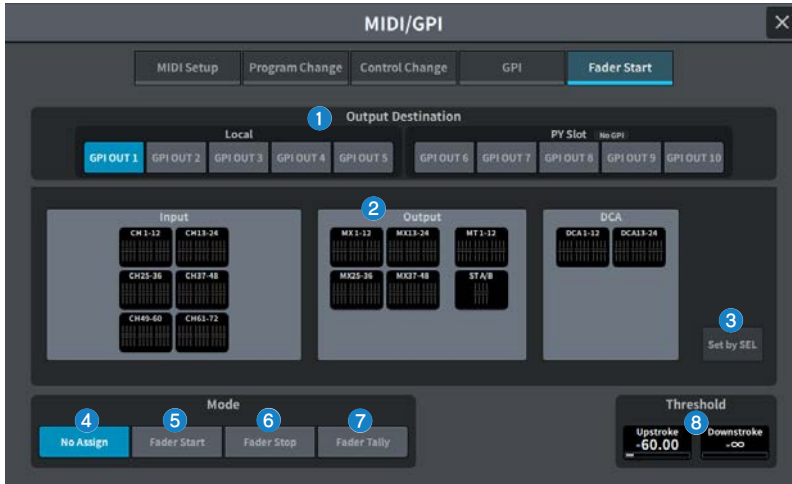 MIDI/GPI
MIDI Setup Program Change Control Change GPI Fader Start
1 Output Destination
Local PY Slot No GPI
GPI OUT 1 GPI OUT 2 GPI OUT 3 GPI OUT 4 GPI OUT 5 GPI OUT 6 GPI OUT 7 GPI OUT 8 GPI OUT 9 GPI OUT 10
2
Input Output DCA
CH 1-12 CH13-24 MX 1-12 MX13-24 MT 1-12 DCA 1-12 DCA13-24
CH25-36 CH37-48 MX25-36 MX37-48 ST A/B
CH49-60 CH61-72
3
Set by SEL
Mode Threshold
4 5 6 7 8
No Assign Fader Start Fader Stop Fader Tally
Upstroke Downstroke
-60.00 -∞